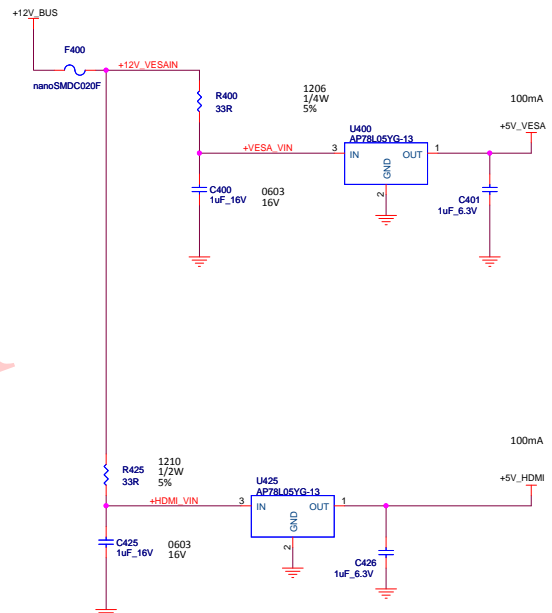 +12V_BUS
F400
+12V_VESAIN
nanoSMDC020F
R400
33R
1206
1/4W
5%
100mA
+5V_VESA
U400
AP78L05YG-13
+VESA_VIN
3
IN
OUT
1
GND
2
C400
1uF_16V
0603
16V
C401
1uF_6.3V
R425
33R
1210
1/2W
5%
100mA
+5V_HDMI
U425
AP78L05YG-13
+HDMI_VIN
3
IN
OUT
1
GND
2
C425
1uF_16V
0603
16V
C426
1uF_6.3V